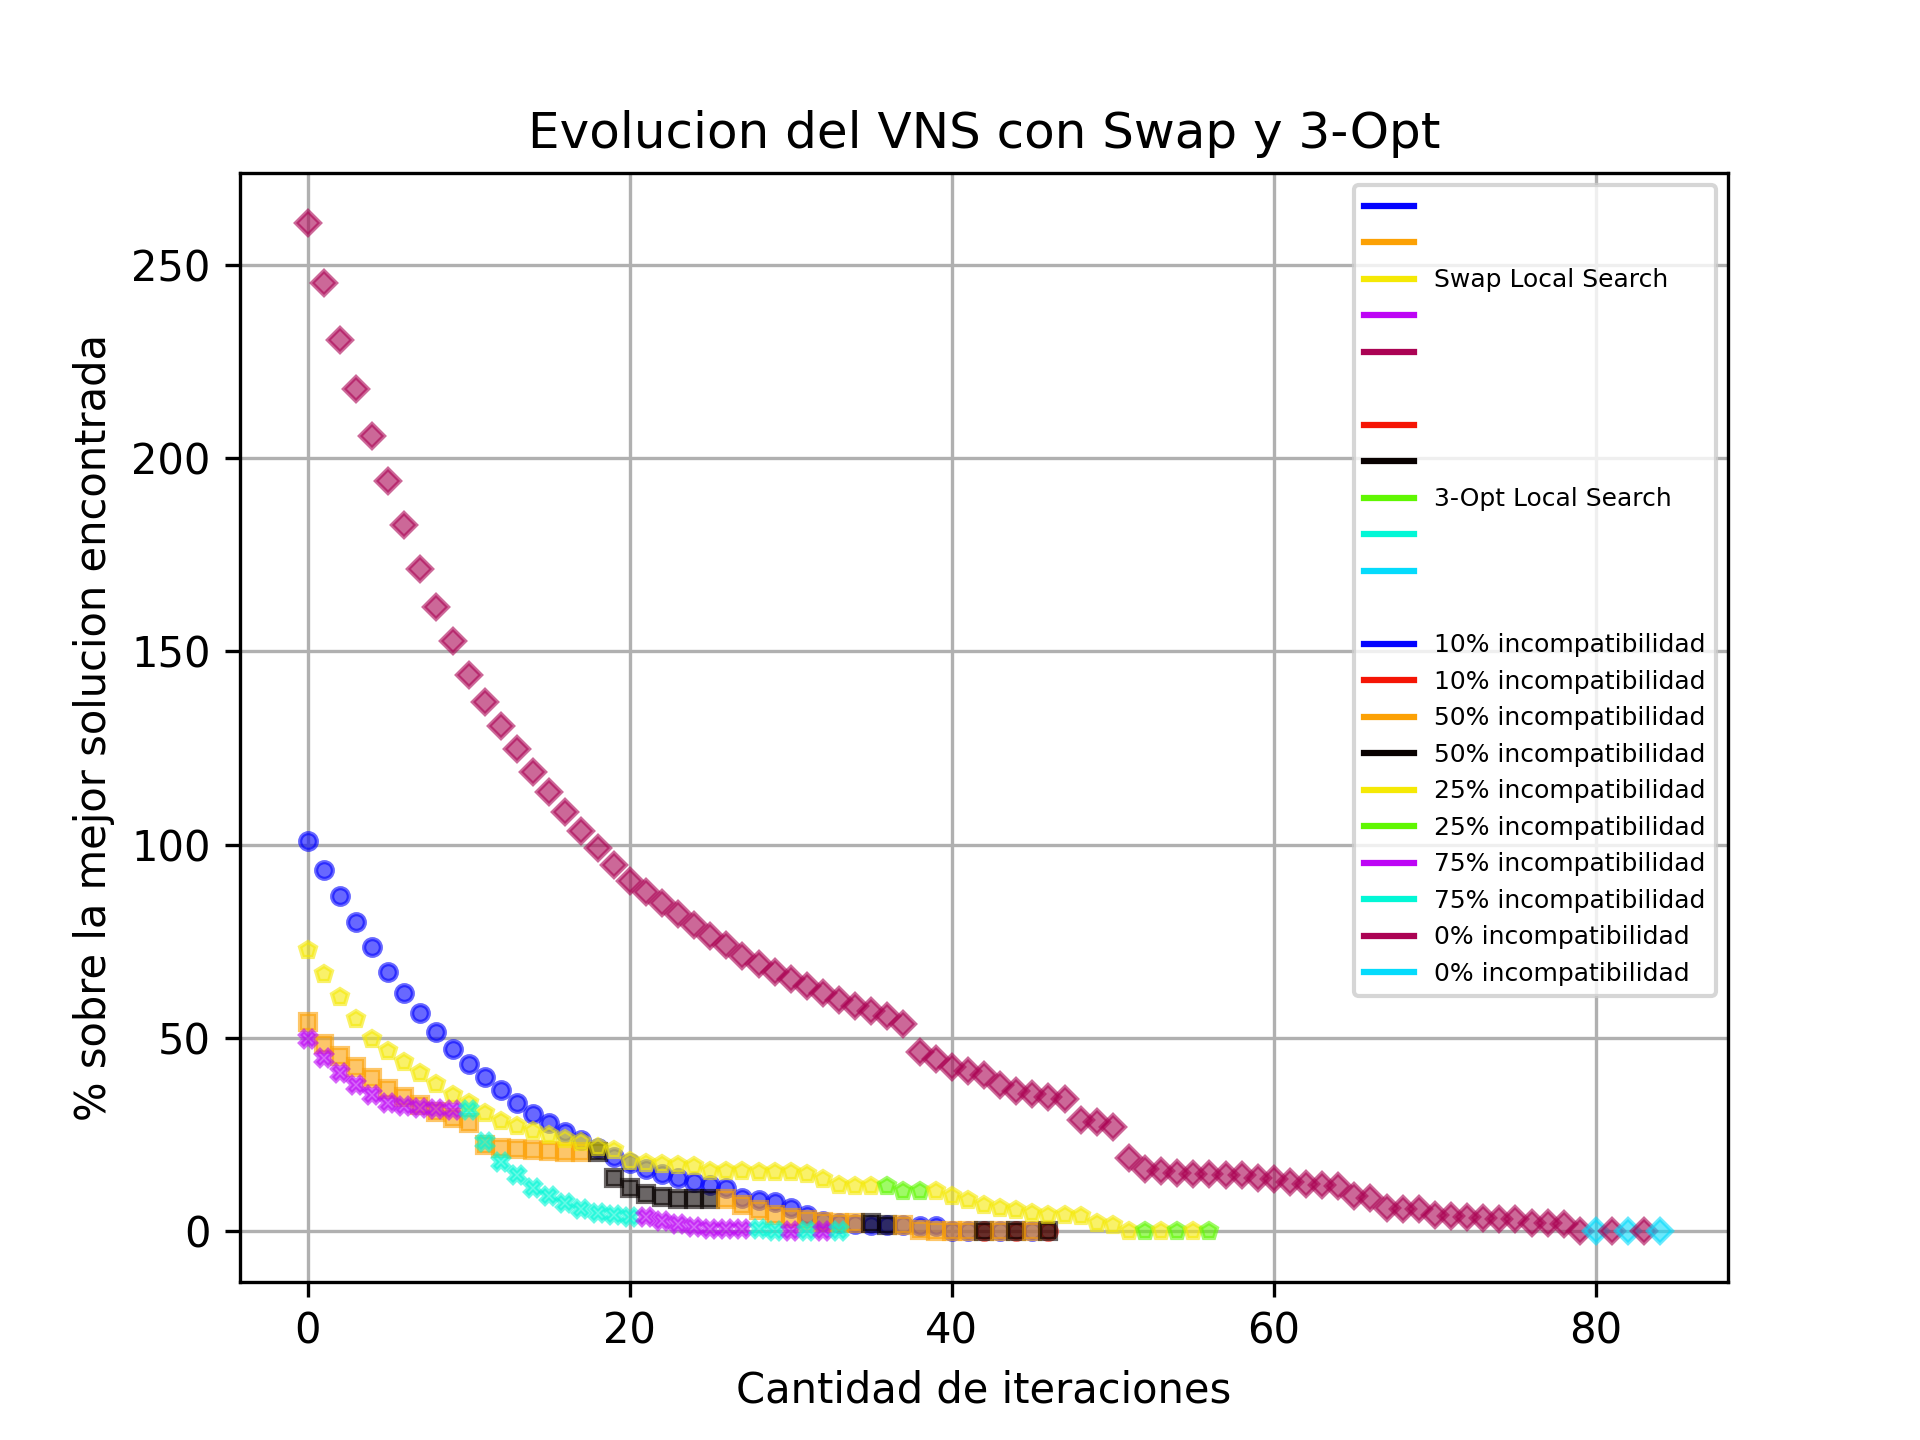 Evolucion del VNS con Swap y 3-Opt
% sobre la mejor solucion encontrada
250
200
150
100
50
0
Swap Local Search
3-Opt Local Search
10% incompatibilidad
10% incompatibilidad
50% incompatibilidad
50% incompatibilidad
25% incompatibilidad
25% incompatibilidad
75% incompatibilidad
75% incompatibilidad
0% incompatibilidad
0% incompatibilidad
0 20 40 60 80
Cantidad de iteraciones